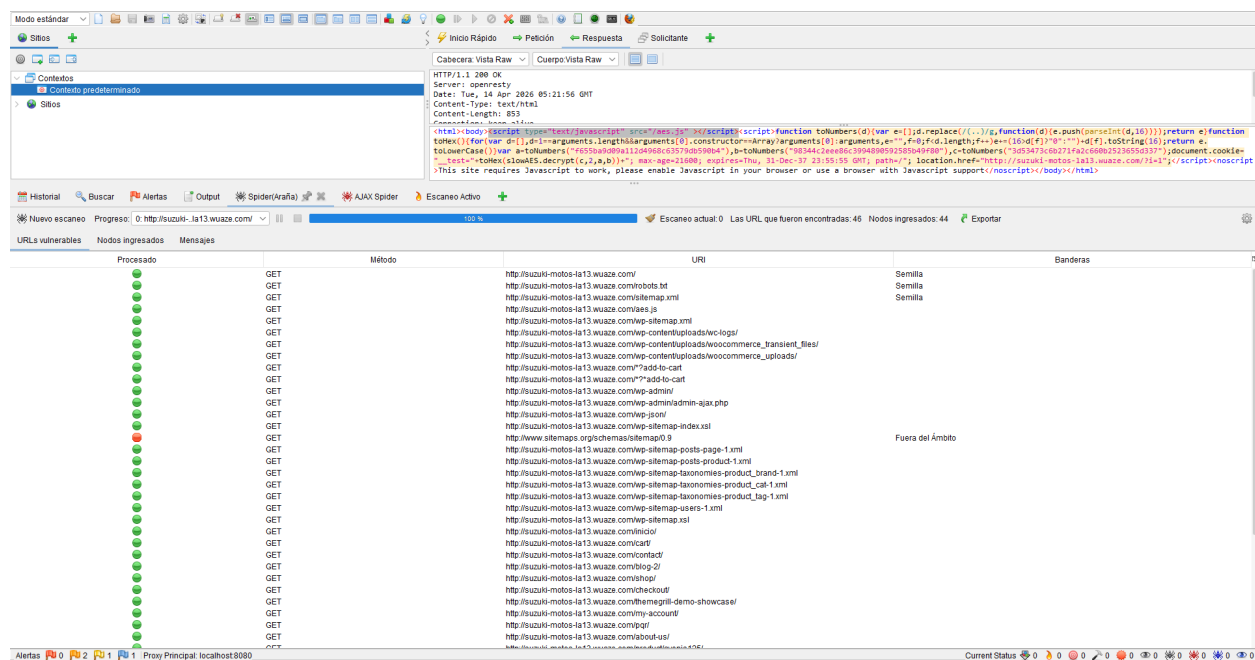 Modo estándar
Sitios
Inicio Rápido Petición Respuesta Solicitante
Cabecera: Vista Raw Cuerpo:Vista Raw
Contextos
Contexto predeterminado
Sitios
HTTP/1.1 200 OK
Server: openresty
Date: Tue, 14 Apr 2026 05:21:56 GMT
Content-Type: text/html
Content-Length: 853
Connection: keep-alive
<html><body><script type="text/javascript" src="/aes.js" ></script><script>function toNumbers(d){var e=[];d.replace(/(..)/g,function(d){e.push(parseInt(d,16))});return e}function
toHex(){for(var d=[],d=1==arguments.length&&arguments[0].constructor==Array?arguments[0]:arguments,e="",f=0;f<d.length;f++)e+=(16>d[f]?"0":"")+d[f].toString(16);return e.
toLowerCase()}var a=toNumbers("f655ba9d09a112d4968c63579db590b4"),b=toNumbers("98344c2eee86c3994890592585b49f80"),c=toNumbers("3d53473c6b271fa2c660b2523655d337");document.cookie=
"__test="+toHex(slowAES.decrypt(c,2,a,b))+"; max-age=21600; expires=Thu, 31-Dec-37 23:55:55 GMT; path=/"; location.href="http://suzuki-motos-la13.wuaze.com/?i=1";</script><noscript
>This site requires Javascript to work, please enable Javascript in your browser or use a browser with Javascript support</noscript></body></html>
Historial Buscar Alertas Output Spider(Araña) AJAX Spider Escaneo Activo
Nuevo escaneo Progreso: 0: http://suzuki-..la13.wuaze.com/ 100 % Escaneo actual:0 Las URL que fueron encontradas:46 Nodos ingresados:44 Exportar
URLs vulnerables Nodos ingresados Mensajes
Procesado Método URI Banderas
GET http://suzuki-motos-la13.wuaze.com/ Semilla
GET http://suzuki-motos-la13.wuaze.com/robots.txt Semilla
GET http://suzuki-motos-la13.wuaze.com/sitemap.xml Semilla
GET http://suzuki-motos-la13.wuaze.com/aes.js
GET http://suzuki-motos-la13.wuaze.com/wp-sitemap.xml
GET http://suzuki-motos-la13.wuaze.com/wp-content/uploads/wc-logs/
GET http://suzuki-motos-la13.wuaze.com/wp-content/uploads/woocommerce_transient_files/
GET http://suzuki-motos-la13.wuaze.com/wp-content/uploads/woocommerce_uploads/
GET http://suzuki-motos-la13.wuaze.com/*?add-to-cart
GET http://suzuki-motos-la13.wuaze.com/*?*add-to-cart
GET http://suzuki-motos-la13.wuaze.com/wp-admin/
GET http://suzuki-motos-la13.wuaze.com/wp-admin/admin-ajax.php
GET http://suzuki-motos-la13.wuaze.com/wp-json/
GET http://suzuki-motos-la13.wuaze.com/wp-sitemap-index.xsl
GET http://www.sitemaps.org/schemas/sitemap/0.9 Fuera del Ámbito
GET http://suzuki-motos-la13.wuaze.com/wp-sitemap-posts-page-1.xml
GET http://suzuki-motos-la13.wuaze.com/wp-sitemap-posts-product-1.xml
GET http://suzuki-motos-la13.wuaze.com/wp-sitemap-taxonomies-product_brand-1.xml
GET http://suzuki-motos-la13.wuaze.com/wp-sitemap-taxonomies-product_cat-1.xml
GET http://suzuki-motos-la13.wuaze.com/wp-sitemap-taxonomies-product_tag-1.xml
GET http://suzuki-motos-la13.wuaze.com/wp-sitemap-users-1.xml
GET http://suzuki-motos-la13.wuaze.com/wp-sitemap.xsl
GET http://suzuki-motos-la13.wuaze.com/inicio/
GET http://suzuki-motos-la13.wuaze.com/cart/
GET http://suzuki-motos-la13.wuaze.com/contact/
GET http://suzuki-motos-la13.wuaze.com/blog-2/
GET http://suzuki-motos-la13.wuaze.com/shop/
GET http://suzuki-motos-la13.wuaze.com/checkout/
GET http://suzuki-motos-la13.wuaze.com/themegrill-demo-showcase/
GET http://suzuki-motos-la13.wuaze.com/my-account/
GET http://suzuki-motos-la13.wuaze.com/pqr/
GET http://suzuki-motos-la13.wuaze.com/about-us/
Alertas 0 2 1 1 Proxy Principal: localhost:8080 Current Status 0 0 0 0 0 0 0 0 0 0